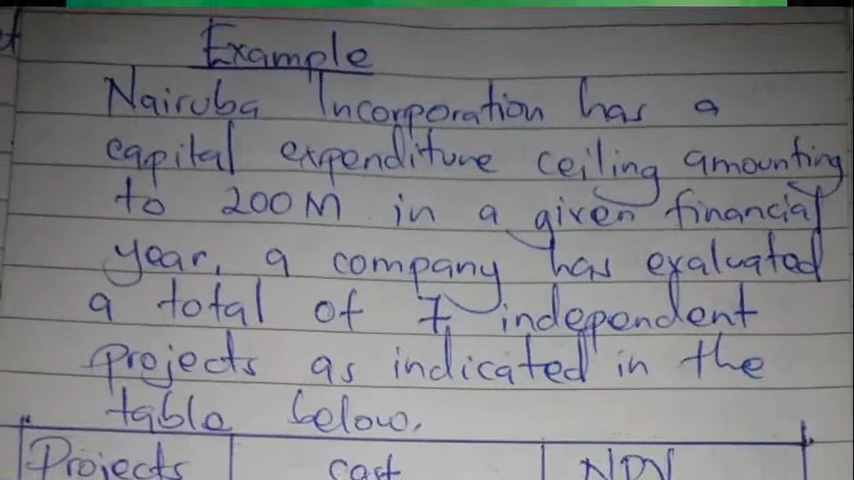 Example
Nairuba Incorporation has a
capital expenditure ceiling amounting
to 200M in a given financial
year, a company has evaluated
a total of 7 independent
projects as indicated in the
table below.
Projects cost NPV